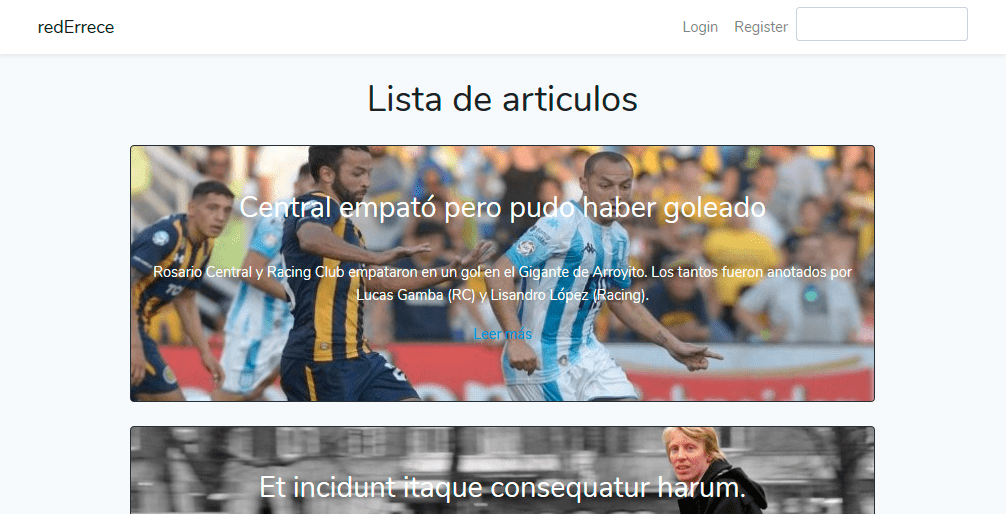 redErrece
Login Register
Lista de articulos
Central empató pero pudo haber goleado
Rosario Central y Racing Club empataron en un gol en el Gigante de Arroyito. Los tantos fueron anotados por
Lucas Gamba (RC) y Lisandro López (Racing).
Leer más
Et incidunt itaque consequatur harum.